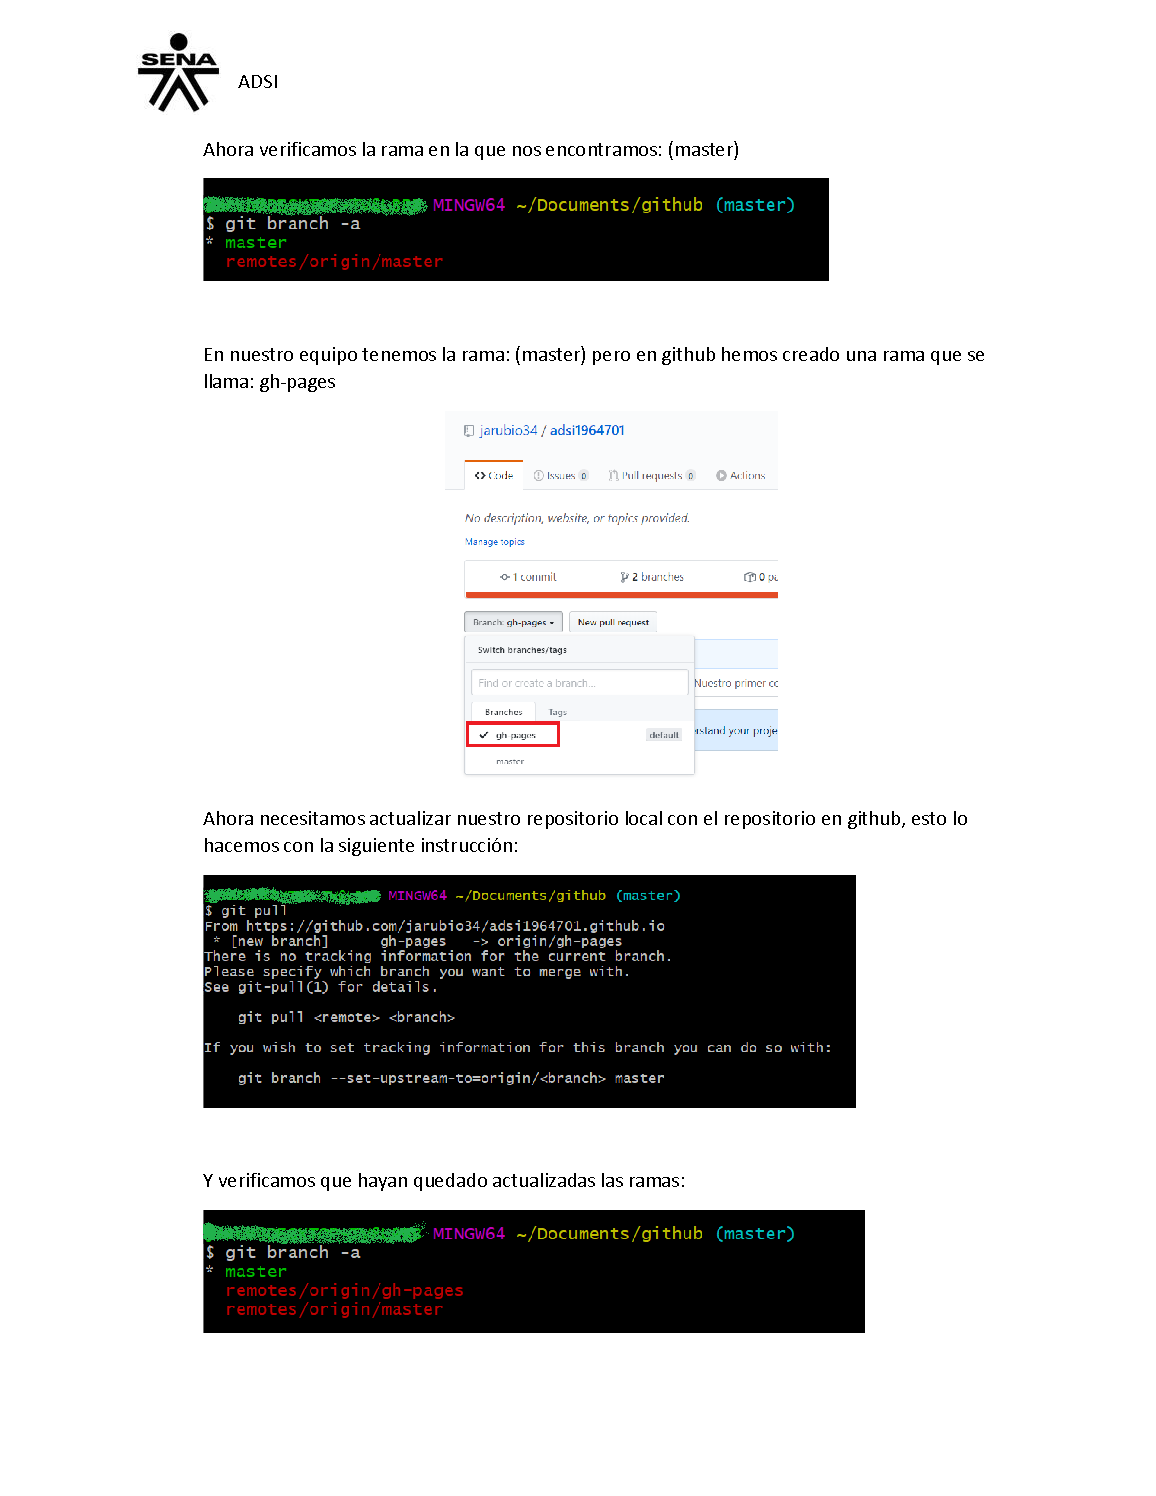 SENA
ADSI
Ahora verificamos la rama en la que nos encontramos: (master)
MINGW64 ~/Documents/github (master)
$ git branch -a
* master
remotes/origin/master
En nuestro equipo tenemos la rama: (master) pero en github hemos creado una rama que se
llama: gh-pages
jarubio34 / adsi1964701
Code Issues 0 Pull requests 0 Actions
No description, website, or topics provided.
Manage topics
1 commit 2 branches 0 pa
Branch: gh-pages New pull request
Switch branches/tags
Find or create a branch...
Nuestro primer co
Branches Tags
gh-pages default
rstand your proje
master
Ahora necesitamos actualizar nuestro repositorio local con el repositorio en github, esto lo
hacemos con la siguiente instrucción:
MINGW64 ~/Documents/github (master)
$ git pull
From https://github.com/jarubio34/adsi1964701.github.io
* [new branch] gh-pages -> origin/gh-pages
There is no tracking information for the current branch.
Please specify which branch you want to merge with.
See git-pull(1) for details.
git pull <remote> <branch>
If you wish to set tracking information for this branch you can do so with:
git branch --set-upstream-to=origin/<branch> master
Y verificamos que hayan quedado actualizadas las ramas:
MINGW64 ~/Documents/github (master)
$ git branch -a
* master
remotes/origin/gh-pages
remotes/origin/master